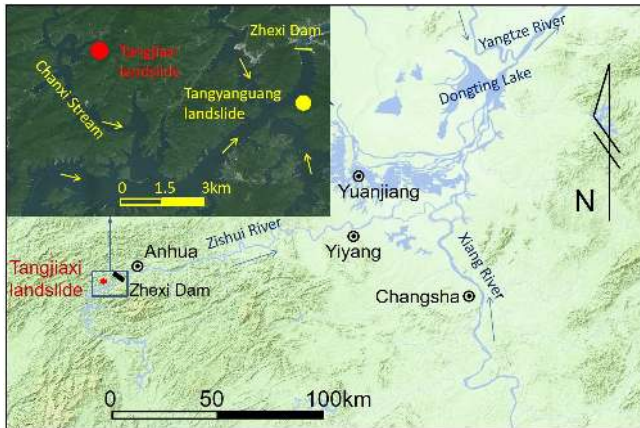 Zhexi Dam
Tangjiaxi
landslide
Chanxi Stream
Tangyanguang
landslide
0 1.5 3km
Yangtze River
Dongting Lake
N
Yuanjiang
Zishui River
Yiyang
Anhua
Tangjiaxi
landslide
Zhexi Dam
Xiang River
Changsha
0 50 100km